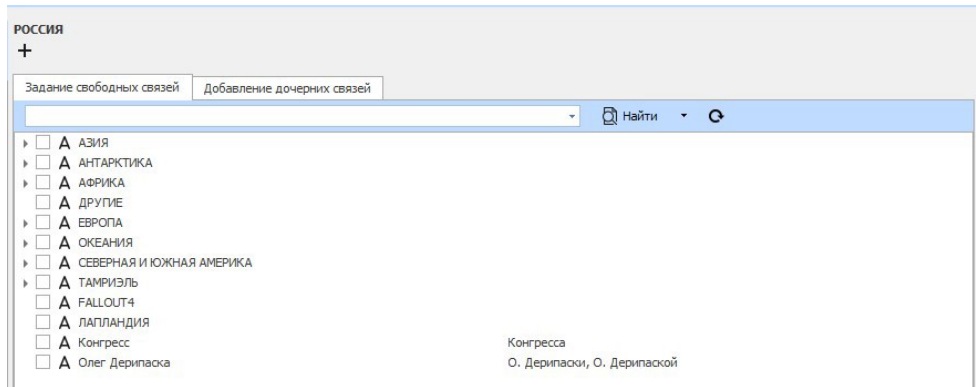 РОССИЯ
+
Задание свободных связей Добавление дочерних связей
Найти
А АЗИЯ
А АНТАРКТИКА
А АФРИКА
А ДРУГИЕ
А ЕВРОПА
А ОКЕАНИЯ
А СЕВЕРНАЯ И ЮЖНАЯ АМЕРИКА
А ТАМРИЭЛЬ
А FALLOUT4
А ЛАПЛАНДИЯ
А Конгресс Конгресса
А Олег Дерипаска О. Дерипаски, О. Дерипаской